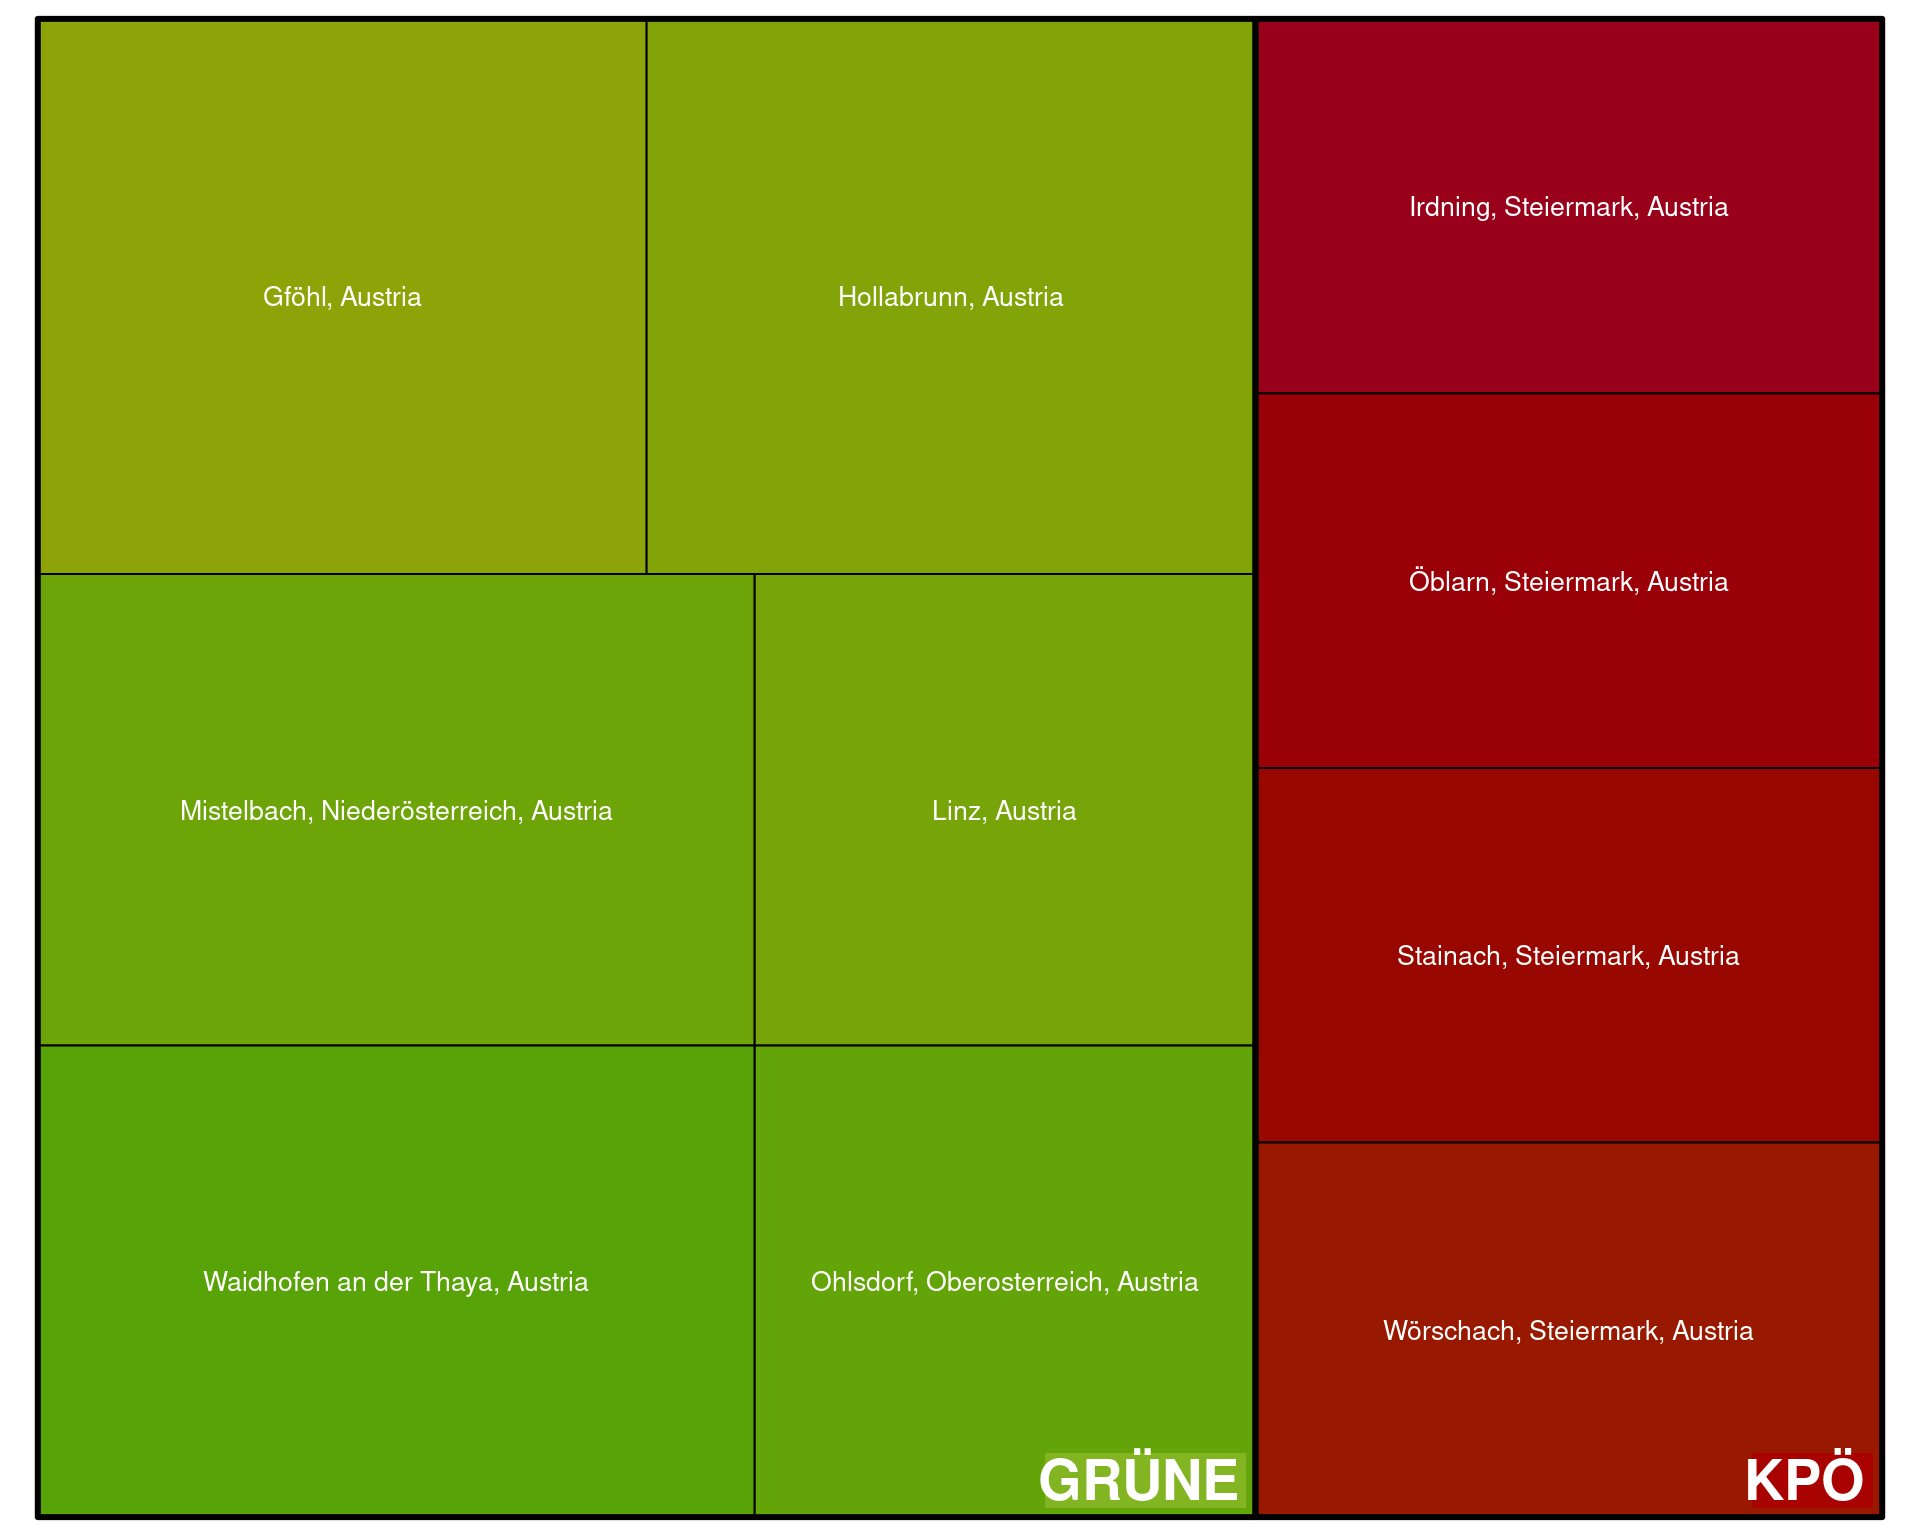 Gföhl, Austria
Hollabrunn, Austria
Mistelbach, Niederösterreich, Austria
Linz, Austria
Waidhofen an der Thaya, Austria
Ohlsdorf, Oberosterreich, Austria
GRÜNE
Irdning, Steiermark, Austria
Öblarn, Steiermark, Austria
Stainach, Steiermark, Austria
Wörschach, Steiermark, Austria
KPÖ